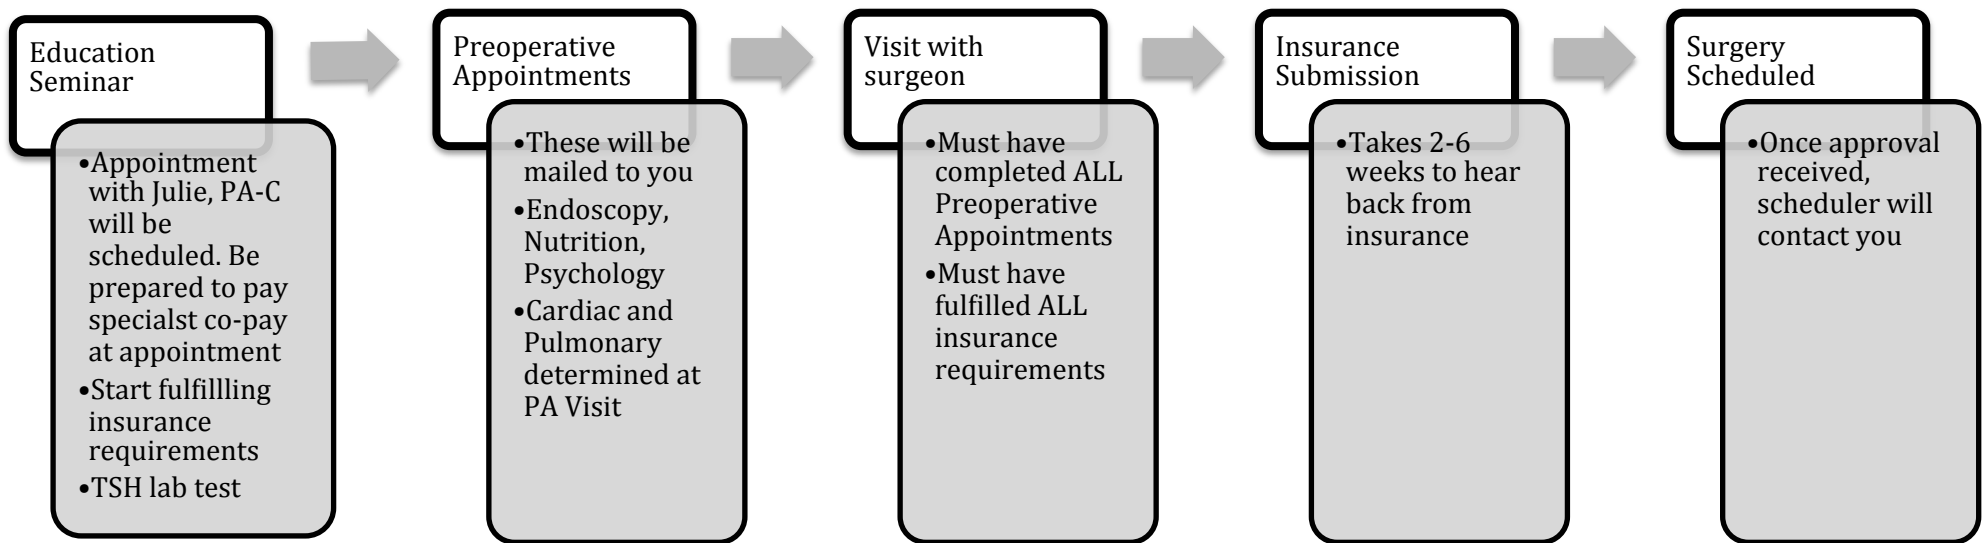 Education
Seminar
•Appointment
with Julie, PA-C
will be
scheduled. Be
prepared to pay
specialst co-pay
at appointment
•Start fulfillling
insurance
requirements
•TSH lab test
Preoperative
Appointments
•These will be
mailed to you
•Endoscopy,
Nutrition,
Psychology
•Cardiac and
Pulmonary
determined at
PA Visit
Visit with
surgeon
•Must have
completed ALL
Preoperative
Appointments
•Must have
fulfilled ALL
insurance
requirements
Insurance
Submission
•Takes 2-6
weeks to hear
back from
insurance
Surgery
Scheduled
•Once approval
received,
scheduler will
contact you